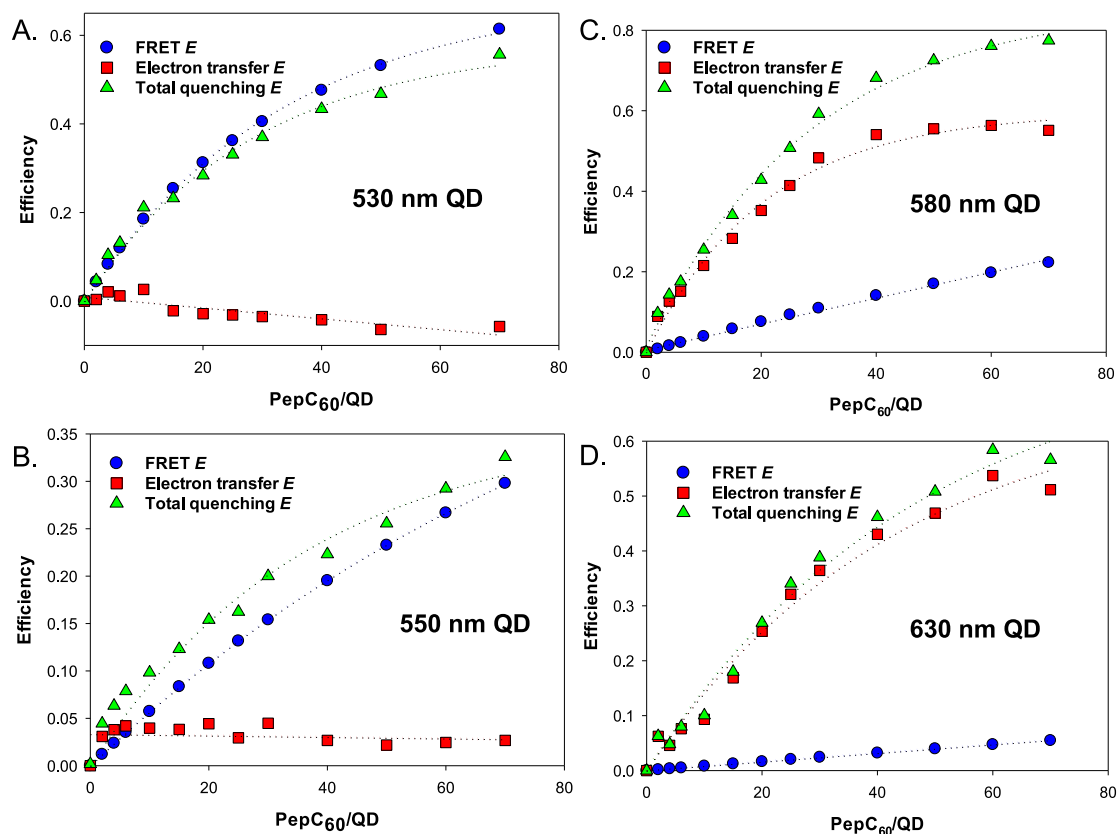 A.
FRET E
Electron transfer E
Total quenching E
530 nm QD
Efficiency
0.6
0.4
0.2
0.0
0 20 40 60 80
PepC60/QD
B.
FRET E
Electron transfer E
Total quenching E
550 nm QD
Efficiency
0.35
0.30
0.25
0.20
0.15
0.10
0.05
0.00
0 20 40 60 80
PepC60/QD
C.
FRET E
Electron transfer E
Total quenching E
580 nm QD
Efficiency
0.8
0.6
0.4
0.2
0.0
0 20 40 60 80
PepC60/QD
D.
FRET E
Electron transfer E
Total quenching E
630 nm QD
Efficiency
0.6
0.5
0.4
0.3
0.2
0.1
0.0
0 20 40 60 80
PepC60/QD